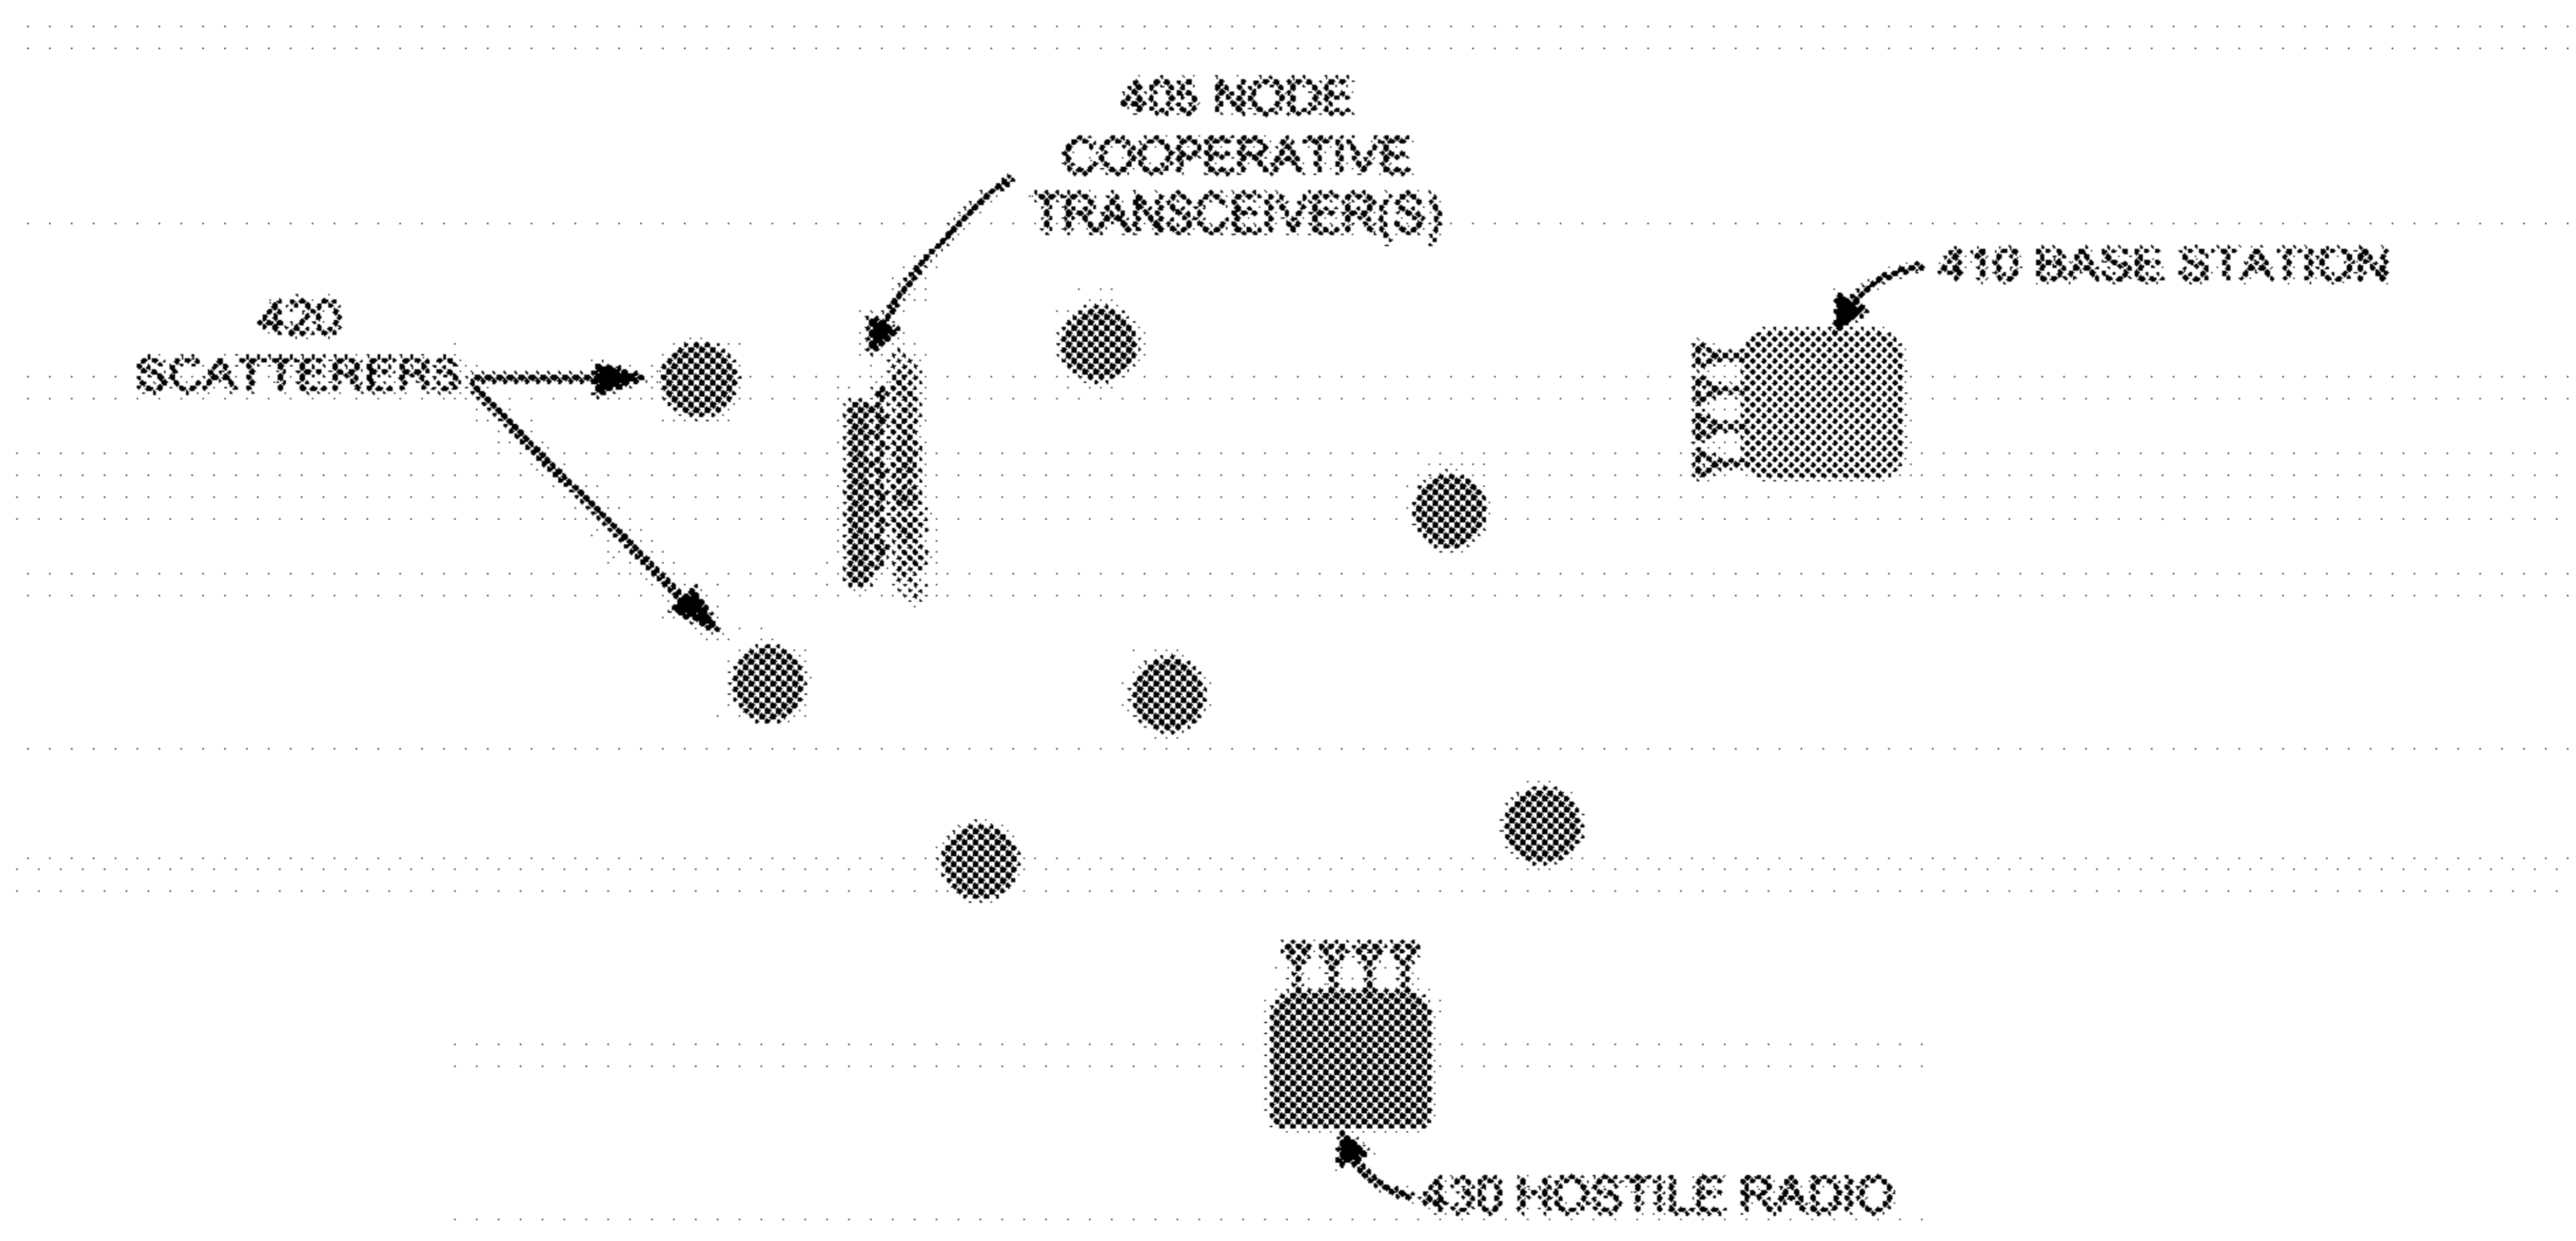 405 NODE
COOPERATIVE
TRANSCEIVER(S)
410 BASE STATION
420
SCATTERERS
430 HOSTILE RADIO